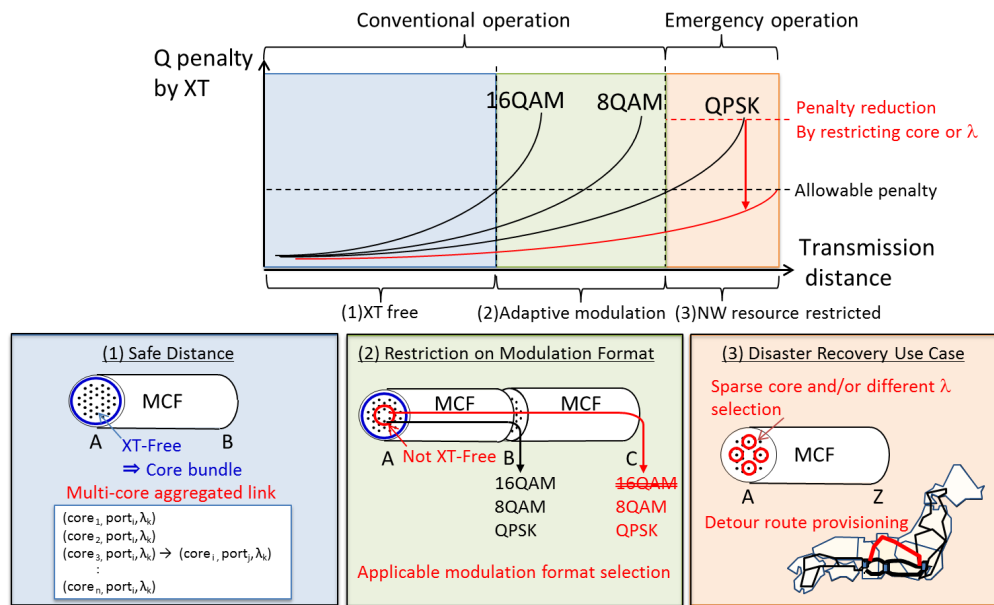 Conventional operation
Emergency operation
Q penalty
by XT
16QAM
8QAM
QPSK
Penalty reduction
By restricting core or λ
Allowable penalty
Transmission
distance
(1)XT free
(2)Adaptive modulation
(3)NW resource restricted
(1) Safe Distance
MCF
A
B
XT-Free
⇒ Core bundle
Multi-core aggregated link
(core₁, portᵢ,λₖ)
(core₂, portᵢ,λₖ)
(core₃, portᵢ,λₖ) → (coreᵢ, portⱼ,λₖ)
:
(coreₙ, portᵢ,λₖ)
(2) Restriction on Modulation Format
MCF
MCF
A
B
C
Not XT-Free
16QAM
8QAM
QPSK
16QAM
8QAM
QPSK
Applicable modulation format selection
(3) Disaster Recovery Use Case
Sparse core and/or different λ
selection
MCF
A
Z
Detour route provisioning